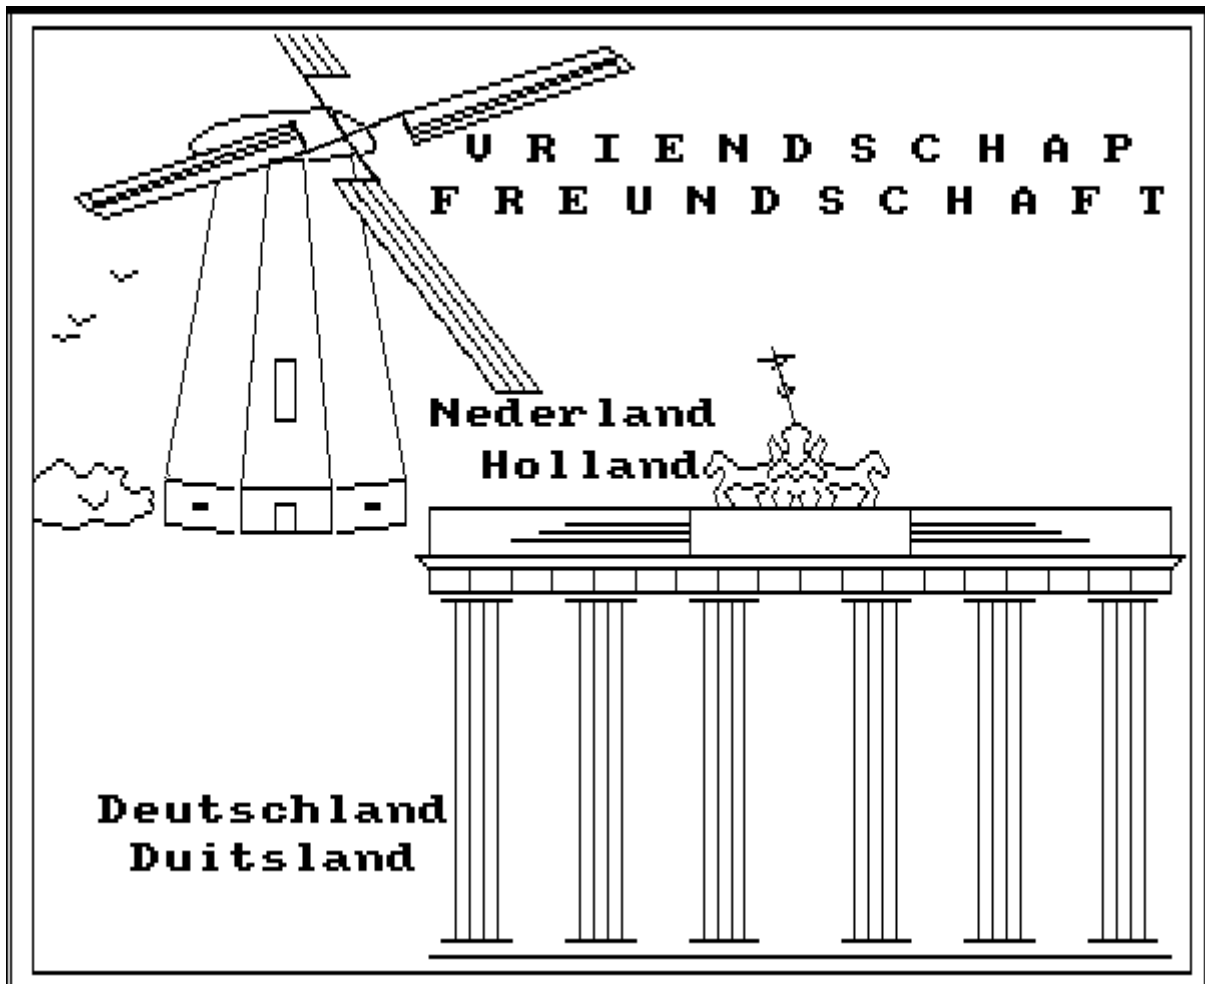 VRIENDSCHAP
FREUNDSCHAFT
Nederland
Holland
Deutschland
Duitsland